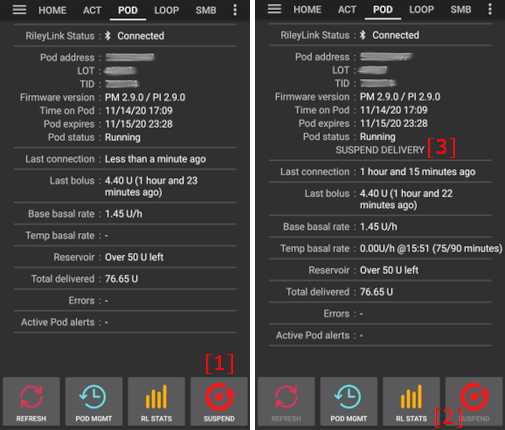 HOME ACT POD LOOP SMB
RileyLink Status : Connected
Pod address :
LOT :
TID :
Firmware version : PM 2.9.0 / PI 2.9.0
Time on Pod : 11/14/20 17:09
Pod expires : 11/15/20 23:28
Pod status : Running
Last connection : Less than a minute ago
Last bolus : 4.40 U (1 hour and 23
minutes ago)
Base basal rate : 1.45 U/h
Temp basal rate : -
Reservoir : Over 50 U left
Total delivered : 76.65 U
Errors : -
Active Pod alerts : -
[1]
REFRESH POD MGMT RL STATS SUSPEND
HOME ACT POD LOOP SMB
RileyLink Status : Connected
Pod address :
LOT :
TID :
Firmware version : PM 2.9.0 / PI 2.9.0
Time on Pod : 11/14/20 17:09
Pod expires : 11/15/20 23:28
Pod status : Running
SUSPEND DELIVERY [3]
Last connection : 1 hour and 15 minutes ago
Last bolus : 4.40 U (1 hour and 22
minutes ago)
Base basal rate : 1.45 U/h
Temp basal rate : 0.00U/h @15:51 (75/90 minutes)
Reservoir : Over 50 U left
Total delivered : 76.65 U
Errors : -
Active Pod alerts : -
REFRESH POD MGMT RL STATS [2] SUSPEND